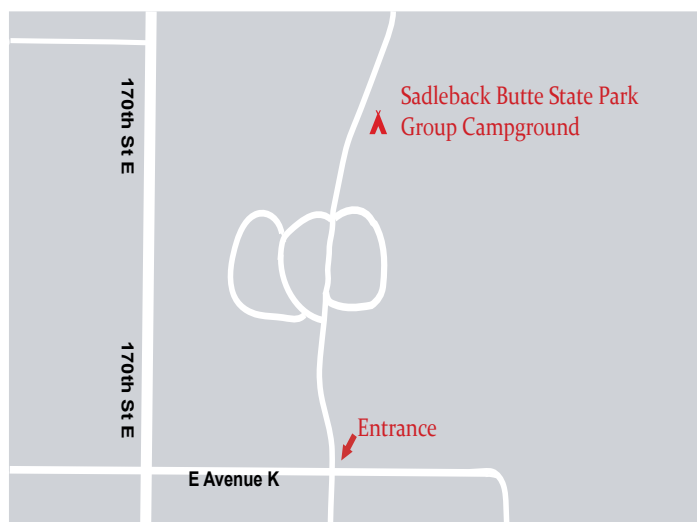 170th St E
Sadleback Butte State Park
Group Campground
170th St E
Entrance
E Avenue K